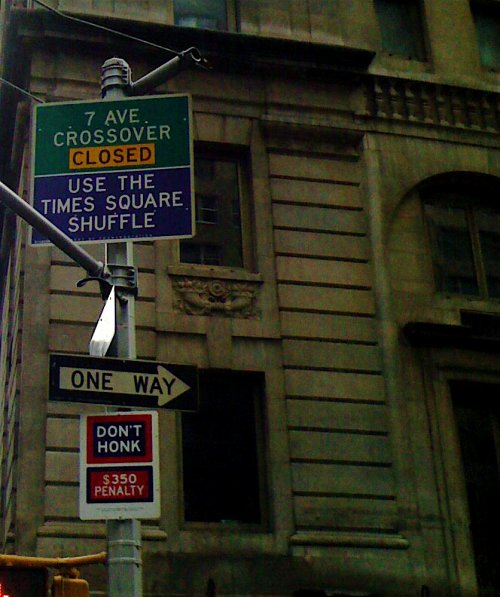 7 AVE.
CROSSOVER
CLOSED
USE THE
TIMES SQUARE
SHUFFLE
ONE WAY
DON'T
HONK
$350
PENALTY